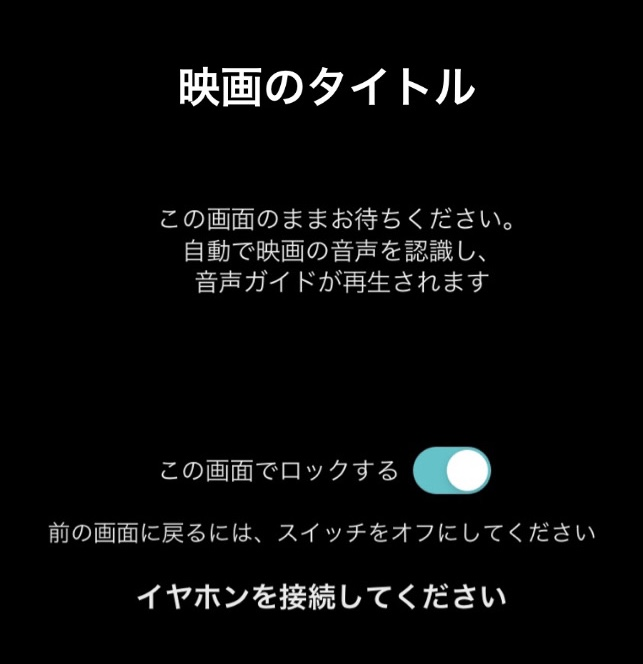 映画のタイトル
この画面のままお待ちください。
自動で映画の音声を認識し、
音声ガイドが再生されます
この画面でロックする
前の画面に戻るには、スイッチをオフにしてください
イヤホンを接続してください